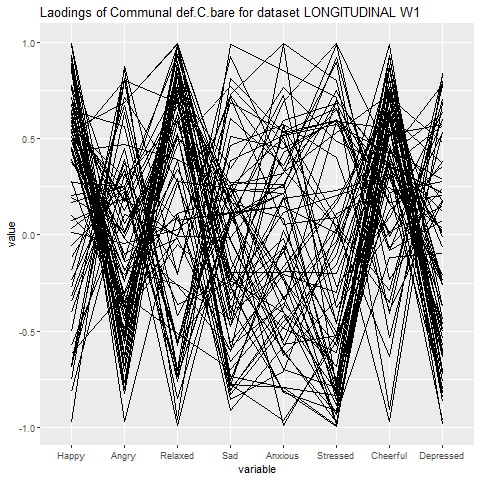 Laodings of Communal def.C.bare for dataset LONGITUDINAL W1
1.0
0.5
0.0
-0.5
-1.0
value
Happy Angry Relaxed Sad Anxious Stressed Cheerful Depressed
variable